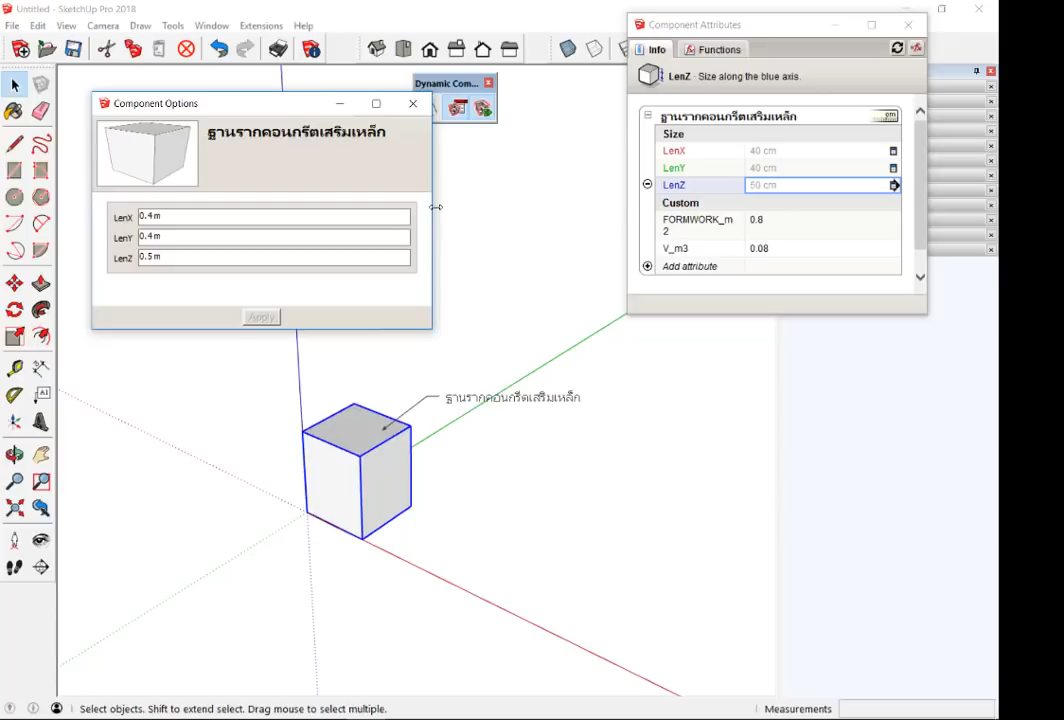 Untitled - SketchUp Pro 2018
File Edit View Camera Draw Tools Window Extensions Help
Component Attributes
Info Functions
LenZ - Size along the blue axis.
ฐานรากคอนกรีตเสริมเหล็ก cm
Size
LenX 40 cm
LenY 40 cm
LenZ 50 cm
Custom
FORMWORK_m
2 0.8
V_m3 0.08
Add attribute
Dynamic Com...
Component Options
ฐานรากคอนกรีตเสริมเหล็ก
LenX 0.4 m
LenY 0.4 m
LenZ 0.5 m
Apply
A1
ฐานรากคอนกรีตเสริมเหล็ก
Select objects. Shift to extend select. Drag mouse to select multiple.
Measurements